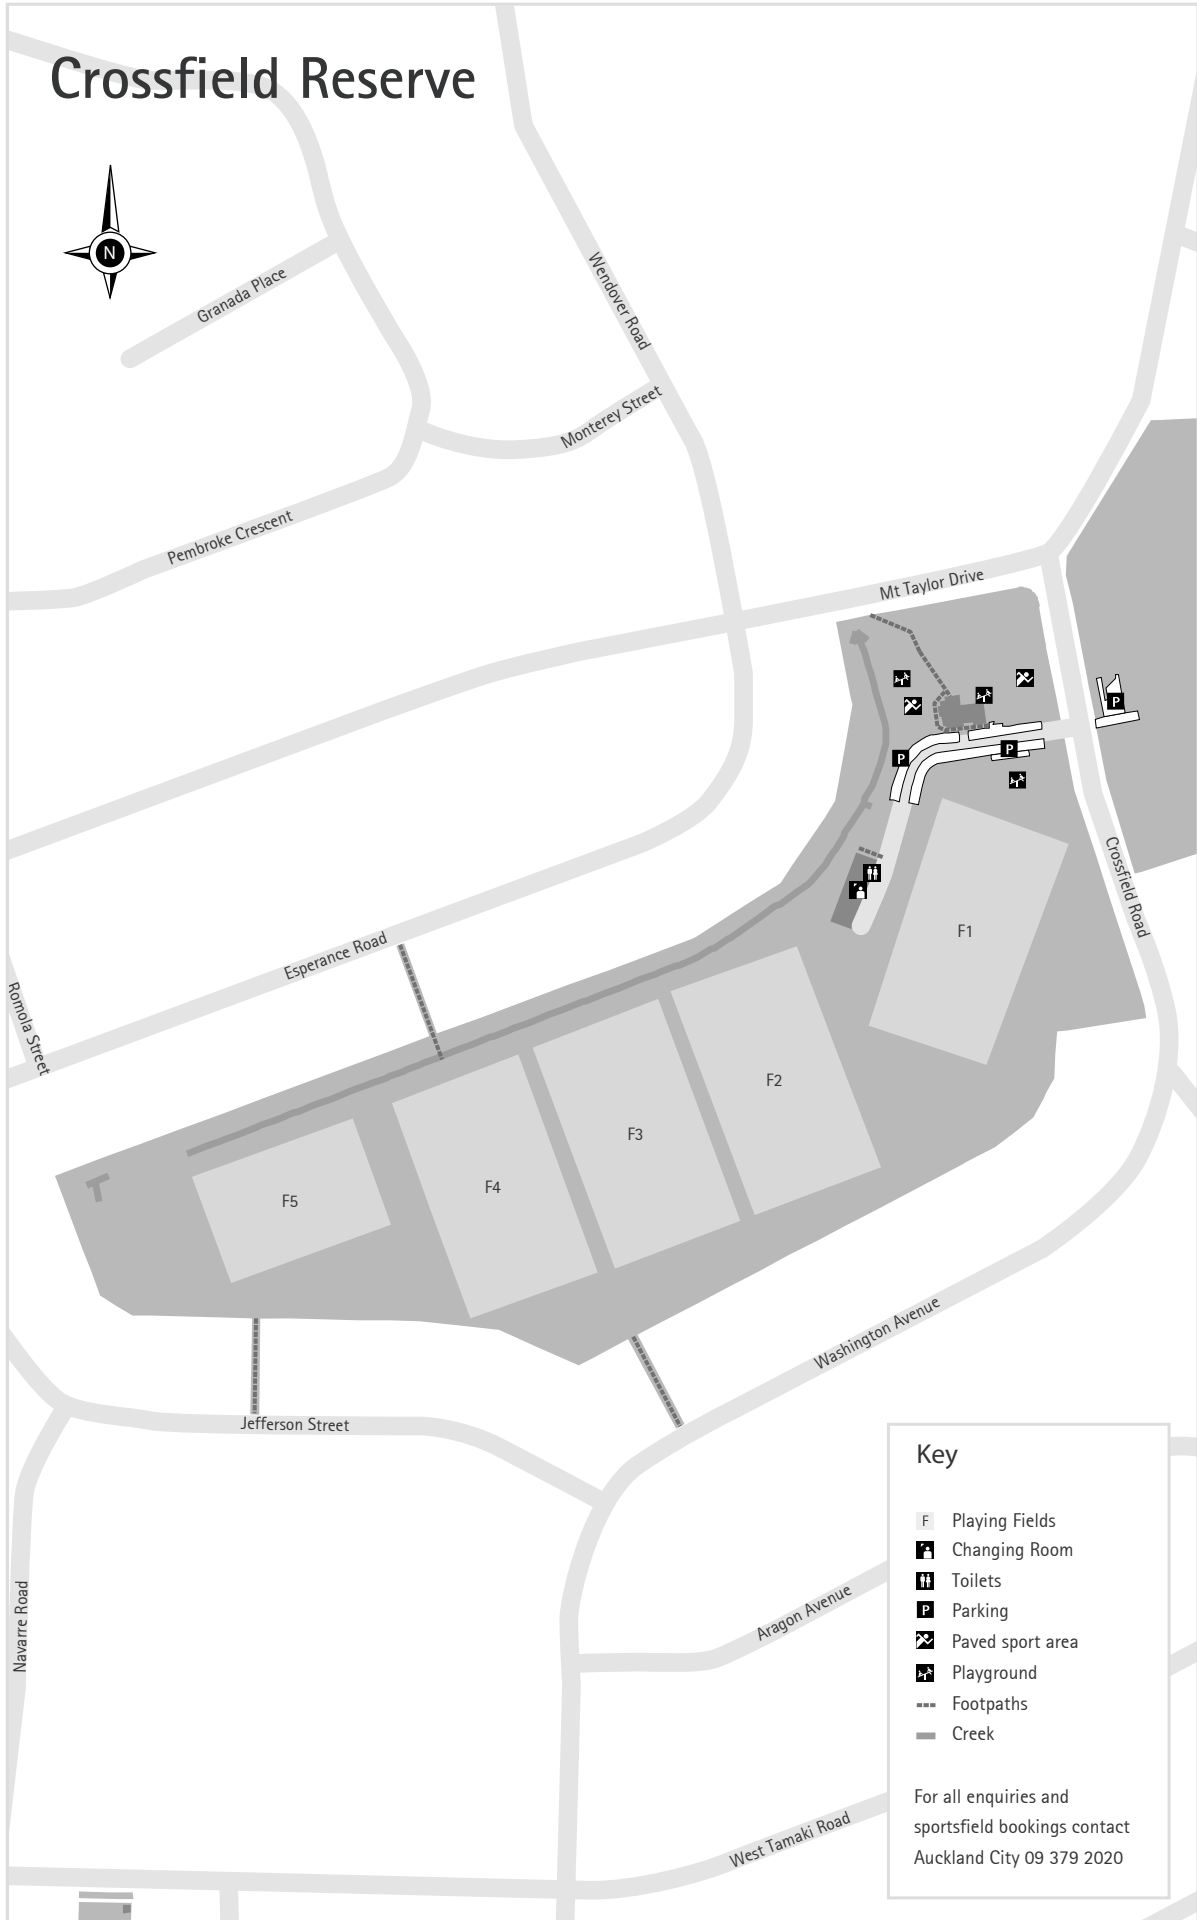 Crossfield Reserve
N
Granada Place
Wendover Road
Monterey Street
Pembroke Crescent
Mt Taylor Drive
P
P
P
Crossfield Road
F1
Esperance Road
Romola Street
F2
F3
F4
F5
Washington Avenue
Jefferson Street
Navarre Road
Aragon Avenue
West Tamaki Road
Key
F Playing Fields
Changing Room
Toilets
P Parking
Paved sport area
Playground
Footpaths
Creek
For all enquiries and
sportsfield bookings contact
Auckland City 09 379 2020